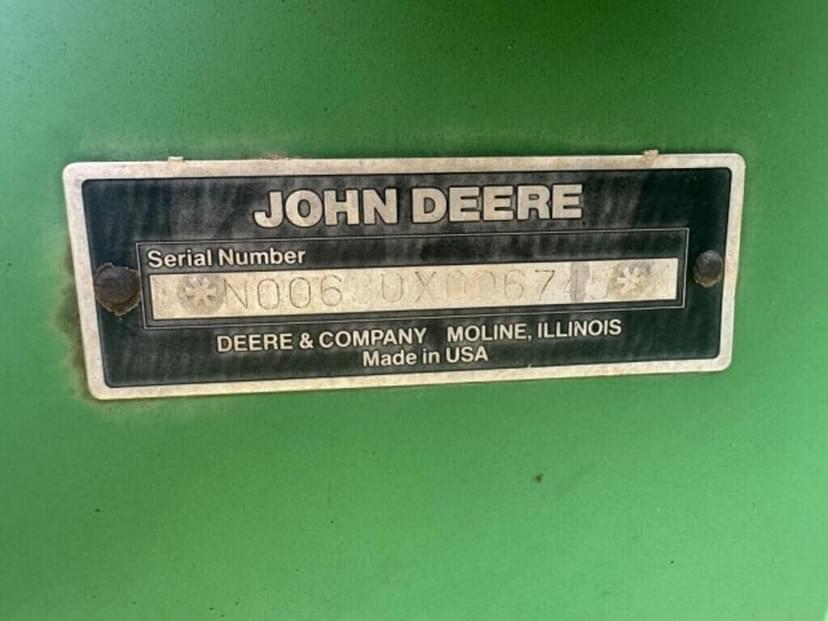 JOHN DEERE
Serial Number
DEERE & COMPANY MOLINE, ILLINOIS
Made in USA